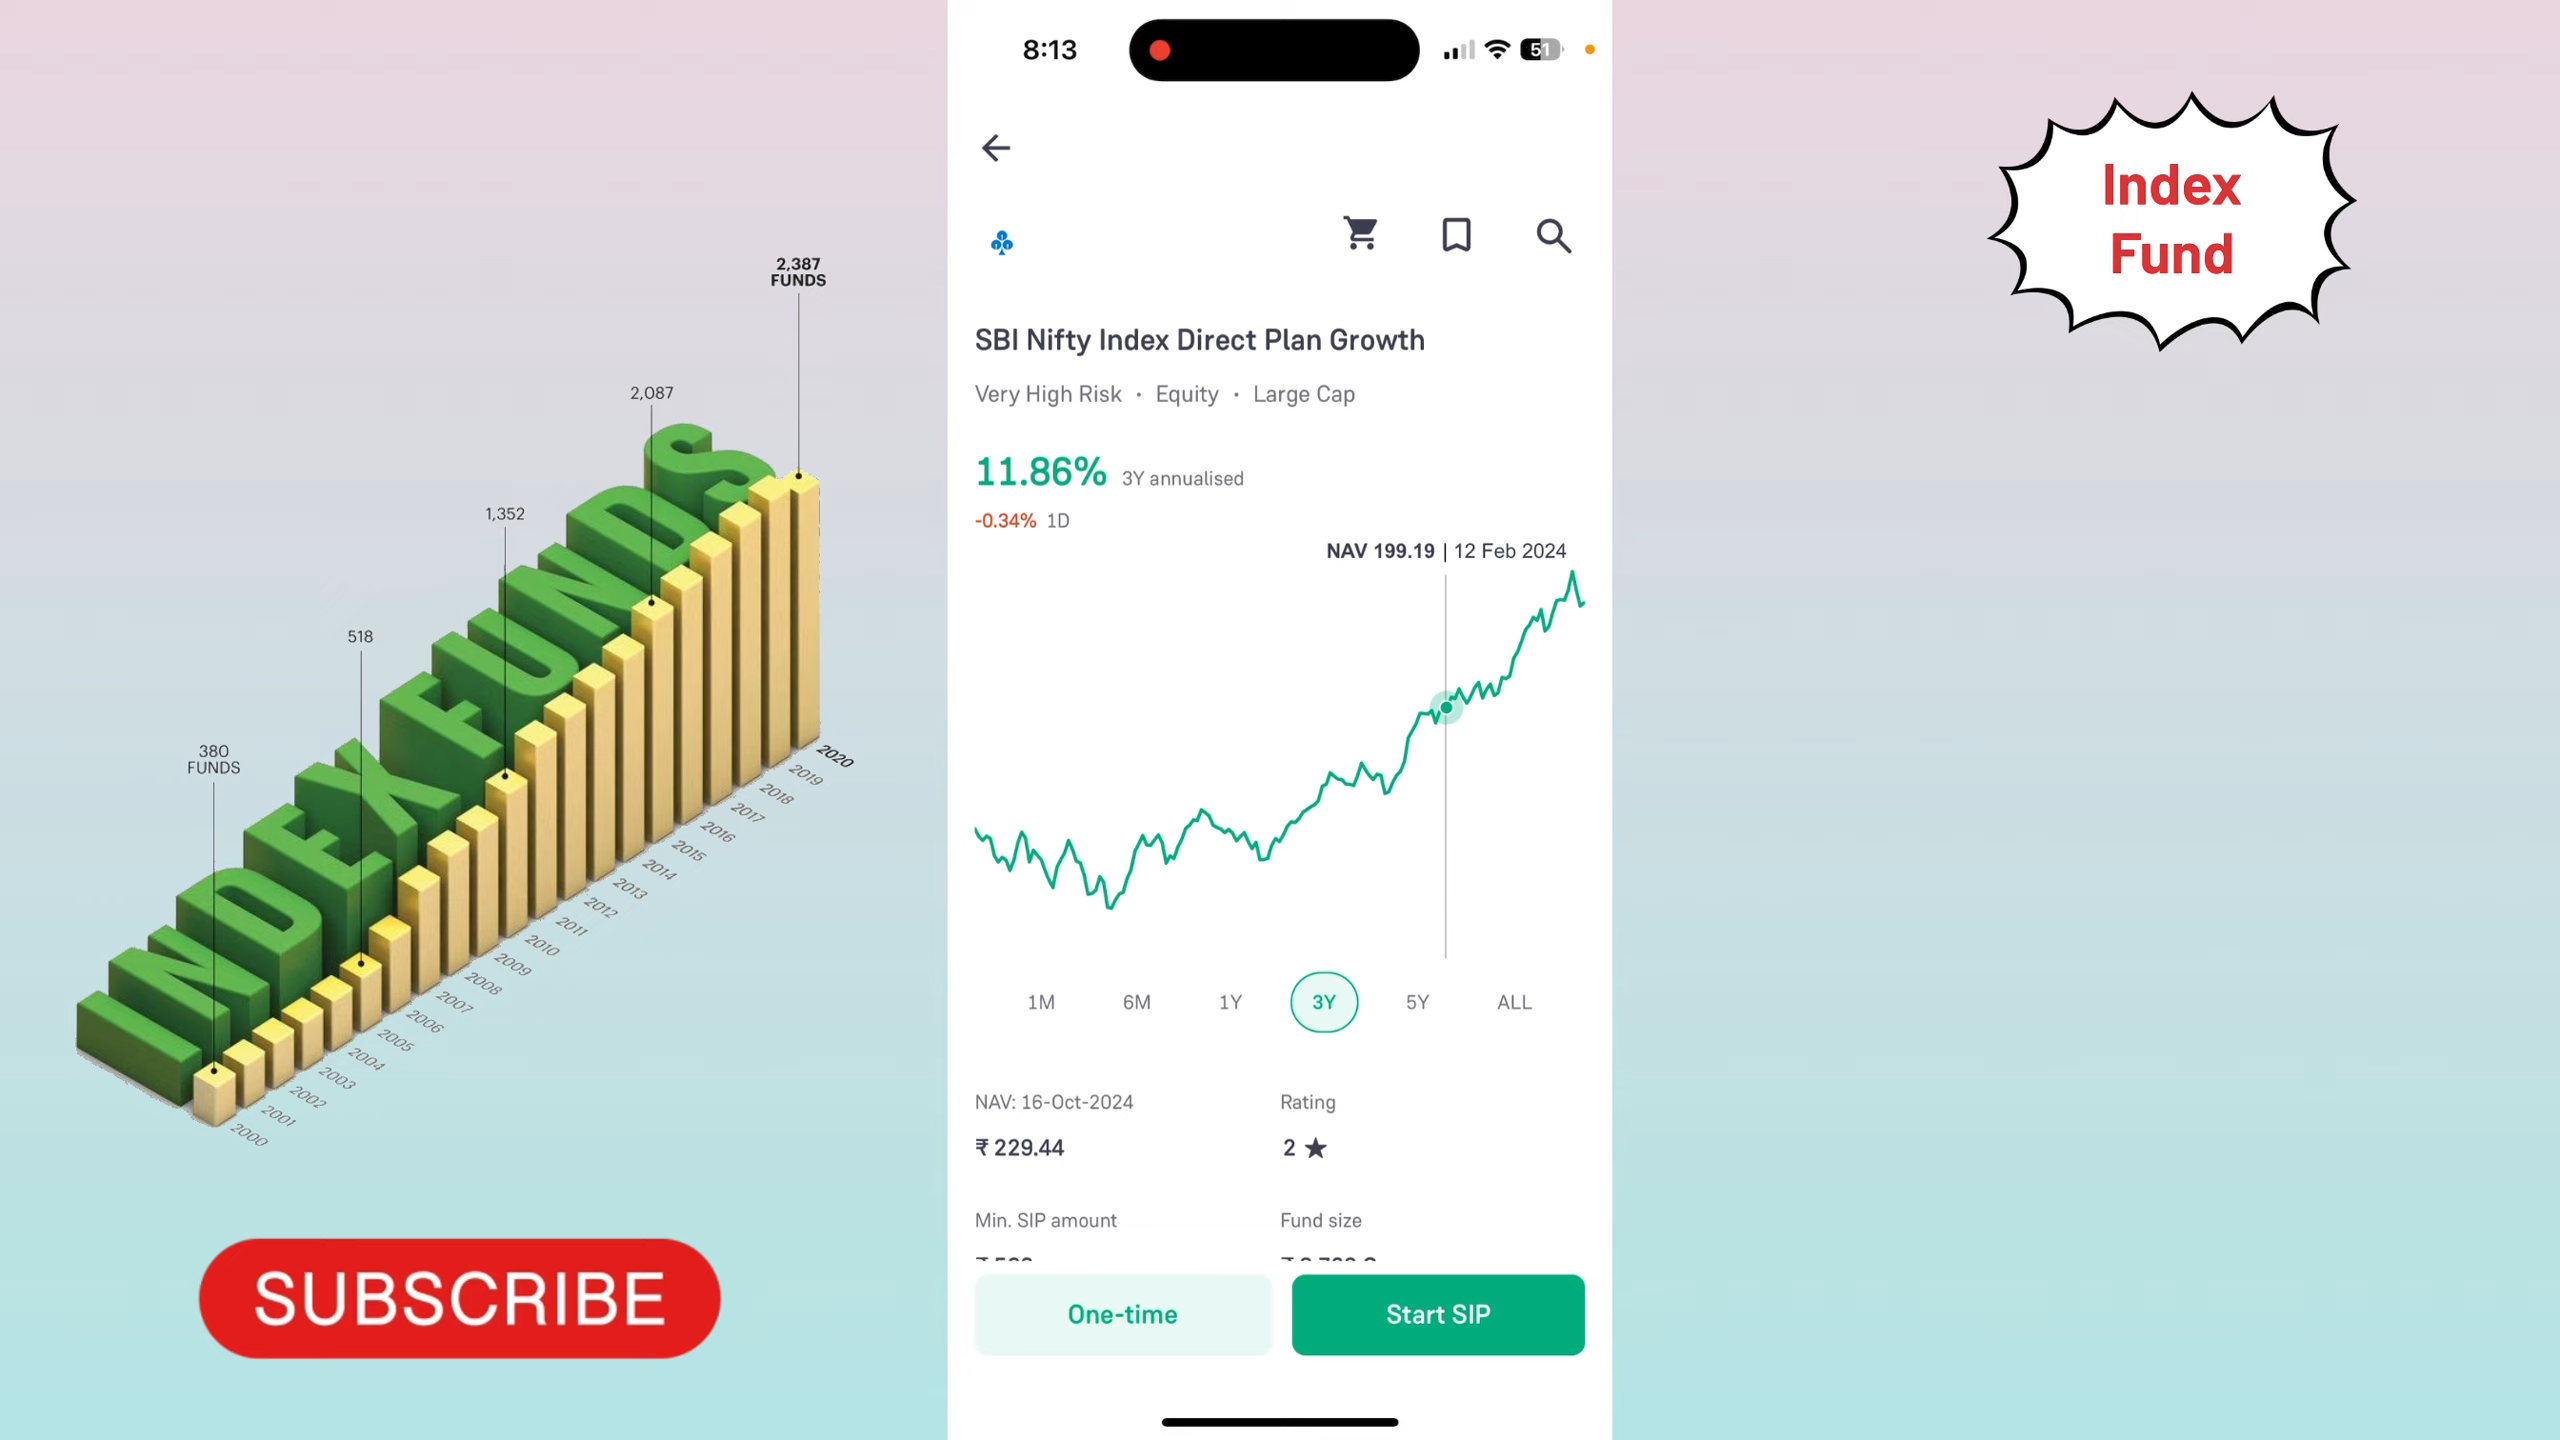 2,387
FUNDS
2,087
1,352
518
380
FUNDS
INDEX FUNDS
2000
2001
2002
2003
2004
2005
2006
2007
2008
2009
2010
2011
2012
2013
2014
2015
2016
2017
2018
2019
2020
SUBSCRIBE
8:13
51
SBI Nifty Index Direct Plan Growth
Very High Risk · Equity · Large Cap
11.86% 3Y annualised
-0.34% 1D
NAV 199.19 | 12 Feb 2024
1M 6M 1Y 3Y 5Y ALL
NAV: 16-Oct-2024 Rating
₹ 229.44 2 ★
Min. SIP amount Fund size
One-time Start SIP
Index
Fund